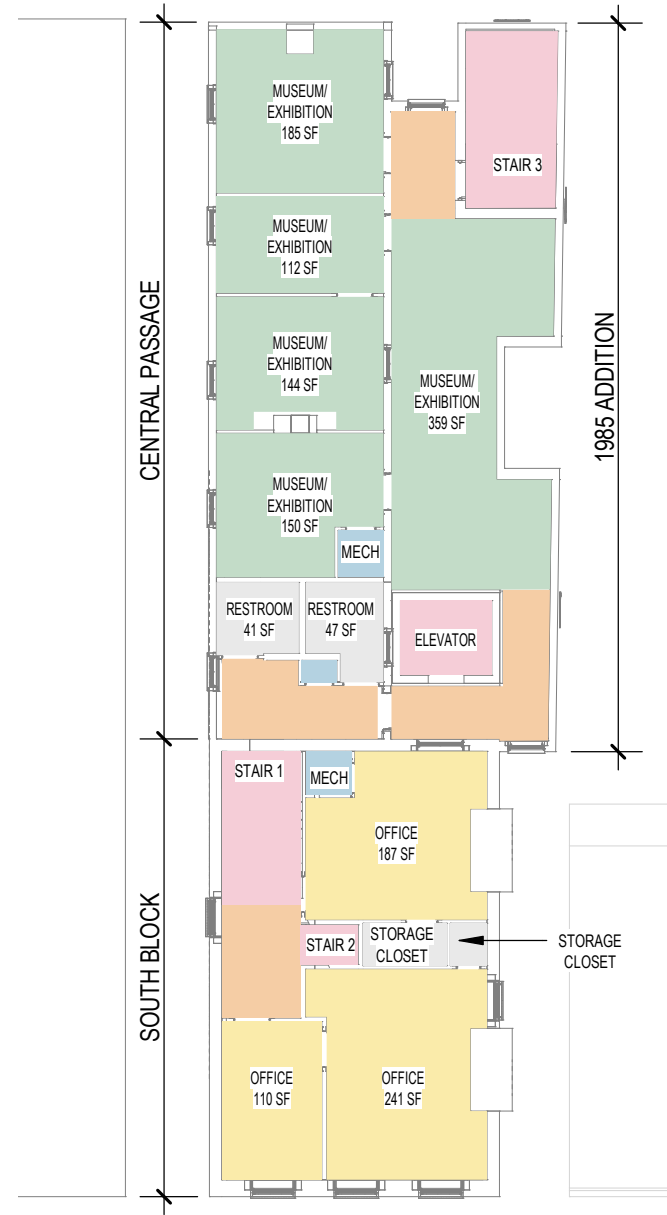 MUSEUM/
EXHIBITION
185 SF
STAIR 3
MUSEUM/
EXHIBITION
112 SF
CENTRAL PASSAGE
MUSEUM/
EXHIBITION
144 SF
MUSEUM/
EXHIBITION
359 SF
1985 ADDITION
MUSEUM/
EXHIBITION
150 SF
MECH
RESTROOM
41 SF
RESTROOM
47 SF
ELEVATOR
STAIR 1
MECH
OFFICE
187 SF
SOUTH BLOCK
STAIR 2
STORAGE
CLOSET
STORAGE
CLOSET
OFFICE
110 SF
OFFICE
241 SF